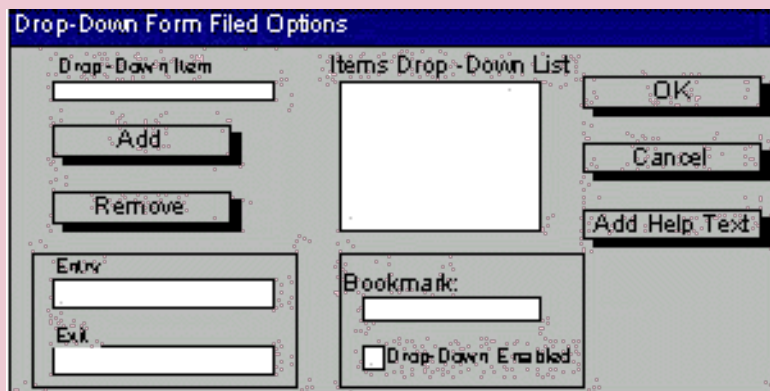 Drop-Down Form Filed Options
Drop-Down Item
Items Drop-Down List
OK
Add
Cancel
Remove
Add Help Text
Entry
Bookmark:
Exit
Drop-Down Enabled